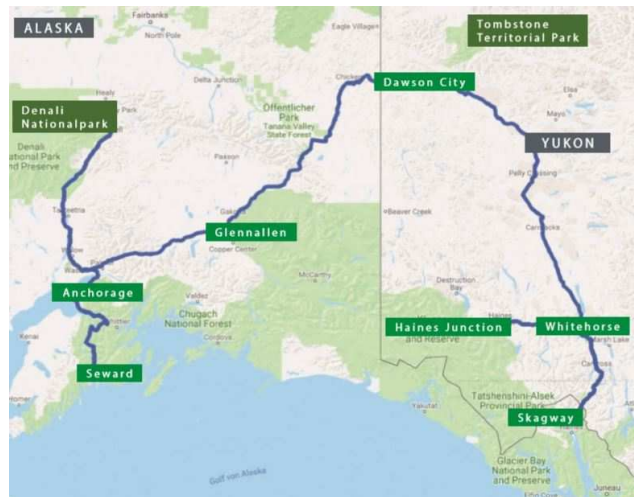 Fairbanks
Eagle Village
Tombstone
Territorial Park
ALASKA
North Pole
Delta Junction
Chicken
Dawson City
Healy
Elsa
Denali
Nationalpark
Park
Öffentlicher
Park
Tanana Valley
State Forest
Mayo
YUKON
Denali
National Park
and Preserve
Paxson
Pelly Crossing
Talkeetna
Gakona
Beaver Creek
Carmacks
Glennallen
Willow
Copper Center
McCarthy
Destruction
Bay
Anchorage
Valdez
Chugach
National Forest
Haines
Haines Junction
Whitehorse
and Reserve
Marsh Lake
Kenai
Whittier
Cordova
Seward
Carcross
Tatshenshini-Alsek
Provincial Park
Homer
Yakutat
Skagway
Glacier Bay
National Park
and Preserve
Golf von Alaska
Juneau
Elfin Cove